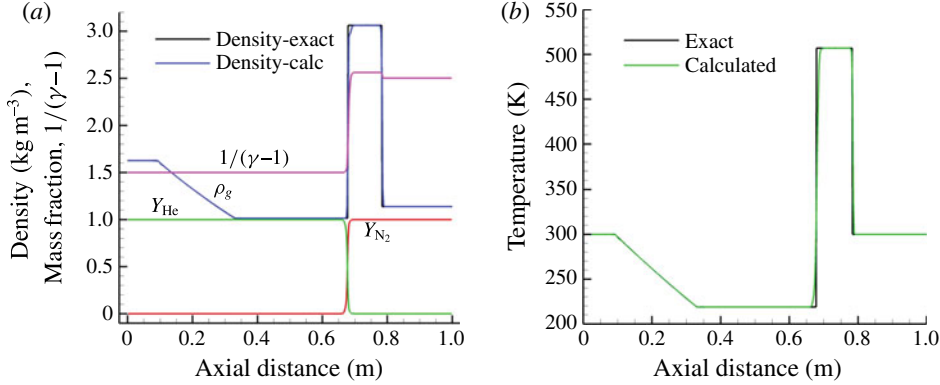 (a)
Density (kg m⁻³),
Mass fraction, 1/(γ−1)
3.0
2.5
2.0
1.5
1.0
0.5
0
Density-exact
Density-calc
1/(γ−1)
ρg
YHe
YN2
0 0.2 0.4 0.6 0.8 1.0
Axial distance (m)
(b)
Temperature (K)
550
500
450
400
350
300
250
200
Exact
Calculated
0 0.2 0.4 0.6 0.8 1.0
Axial distance (m)